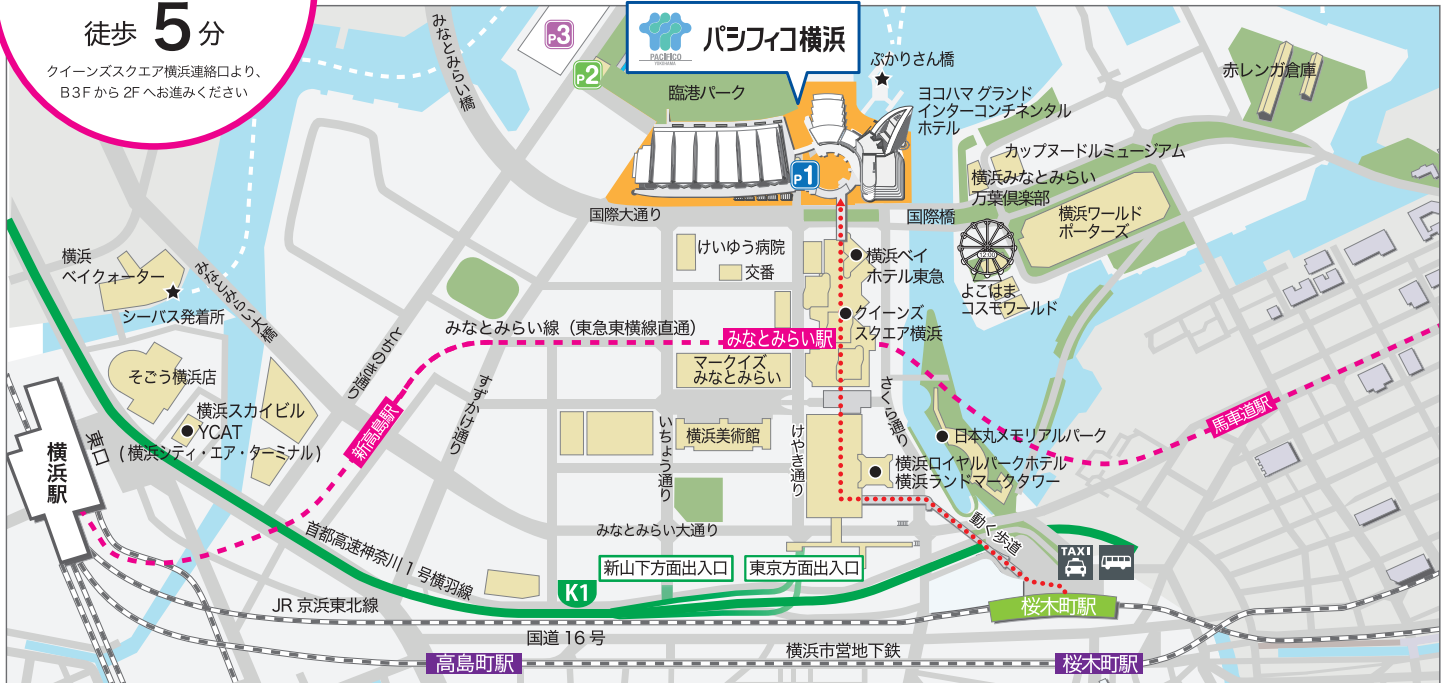 徒歩 5 分
クイーンズスクエア横浜連絡口より、
B3Fから2Fへお進みください
みなとみらい橋
P3
P2
PACIFICO
YOKOHAMA
パシフィコ横浜
臨港パーク
ぷかりさん橋
ヨコハマ グランド
インターコンチネンタル
ホテル
赤レンガ倉庫
カップヌードルミュージアム
P1
横浜みなとみらい
万葉倶楽部
国際大通り
国際橋
横浜ワールド
ポーターズ
横浜
ベイクォーター
シーバス発着所
みなとみらい大橋
けいゆう病院
交番
横浜ベイ
ホテル東急
12:00
よこはま
コスモワールド
クイーンズ
スクエア横浜
みなとみらい線（東急東横線直通）
みなとみらい駅
とちのき通り
すずかけ通り
マークイズ
みなとみらい
そごう横浜店
横浜スカイビル
YCAT
(横浜シティ・エア・ターミナル)
新高島駅
さくら通り
馬車道駅
いちょう通り
横浜美術館
けやき通り
日本丸メモリアルパーク
横浜ロイヤルパークホテル
横浜ランドマークタワー
東口
横浜駅
みなとみらい大通り
動く歩道
首都高速神奈川1号横羽線
新山下方面出入口
東京方面出入口
TAXI
K1
JR 京浜東北線
桜木町駅
国道16号
横浜市営地下鉄
高島町駅
桜木町駅